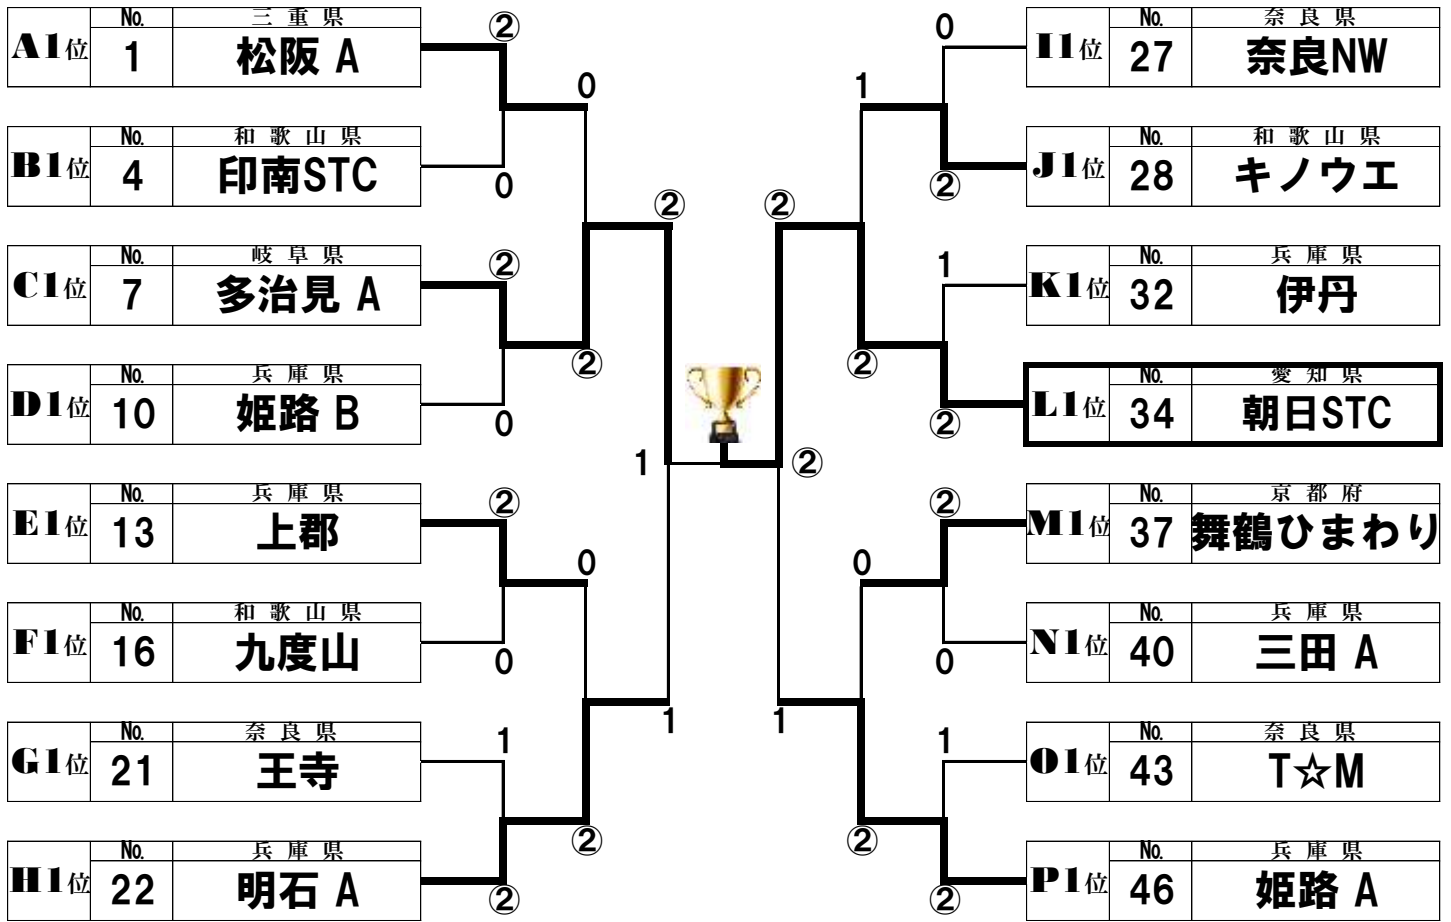 No. 三重県
A1位 1 松阪 A
No. 和歌山県
B1位 4 印南STC
No. 岐阜県
C1位 7 多治見 A
No. 兵庫県
D1位 10 姫路 B
No. 兵庫県
E1位 13 上郡
No. 和歌山県
F1位 16 九度山
No. 奈良県
G1位 21 王寺
No. 兵庫県
H1位 22 明石 A
②
0
0
②
②
②
0
②
0
0
1
1
②
②
1
②
②
0
1
②
1
②
②
②
0
0
1
1
②
②
No. 奈良県
I1位 27 奈良NW
No. 和歌山県
J1位 28 キノウエ
No. 兵庫県
K1位 32 伊丹
No. 愛知県
L1位 34 朝日STC
No. 京都府
M1位 37 舞鶴ひまわり
No. 兵庫県
N1位 40 三田 A
No. 奈良県
O1位 43 T☆M
No. 兵庫県
P1位 46 姫路 A